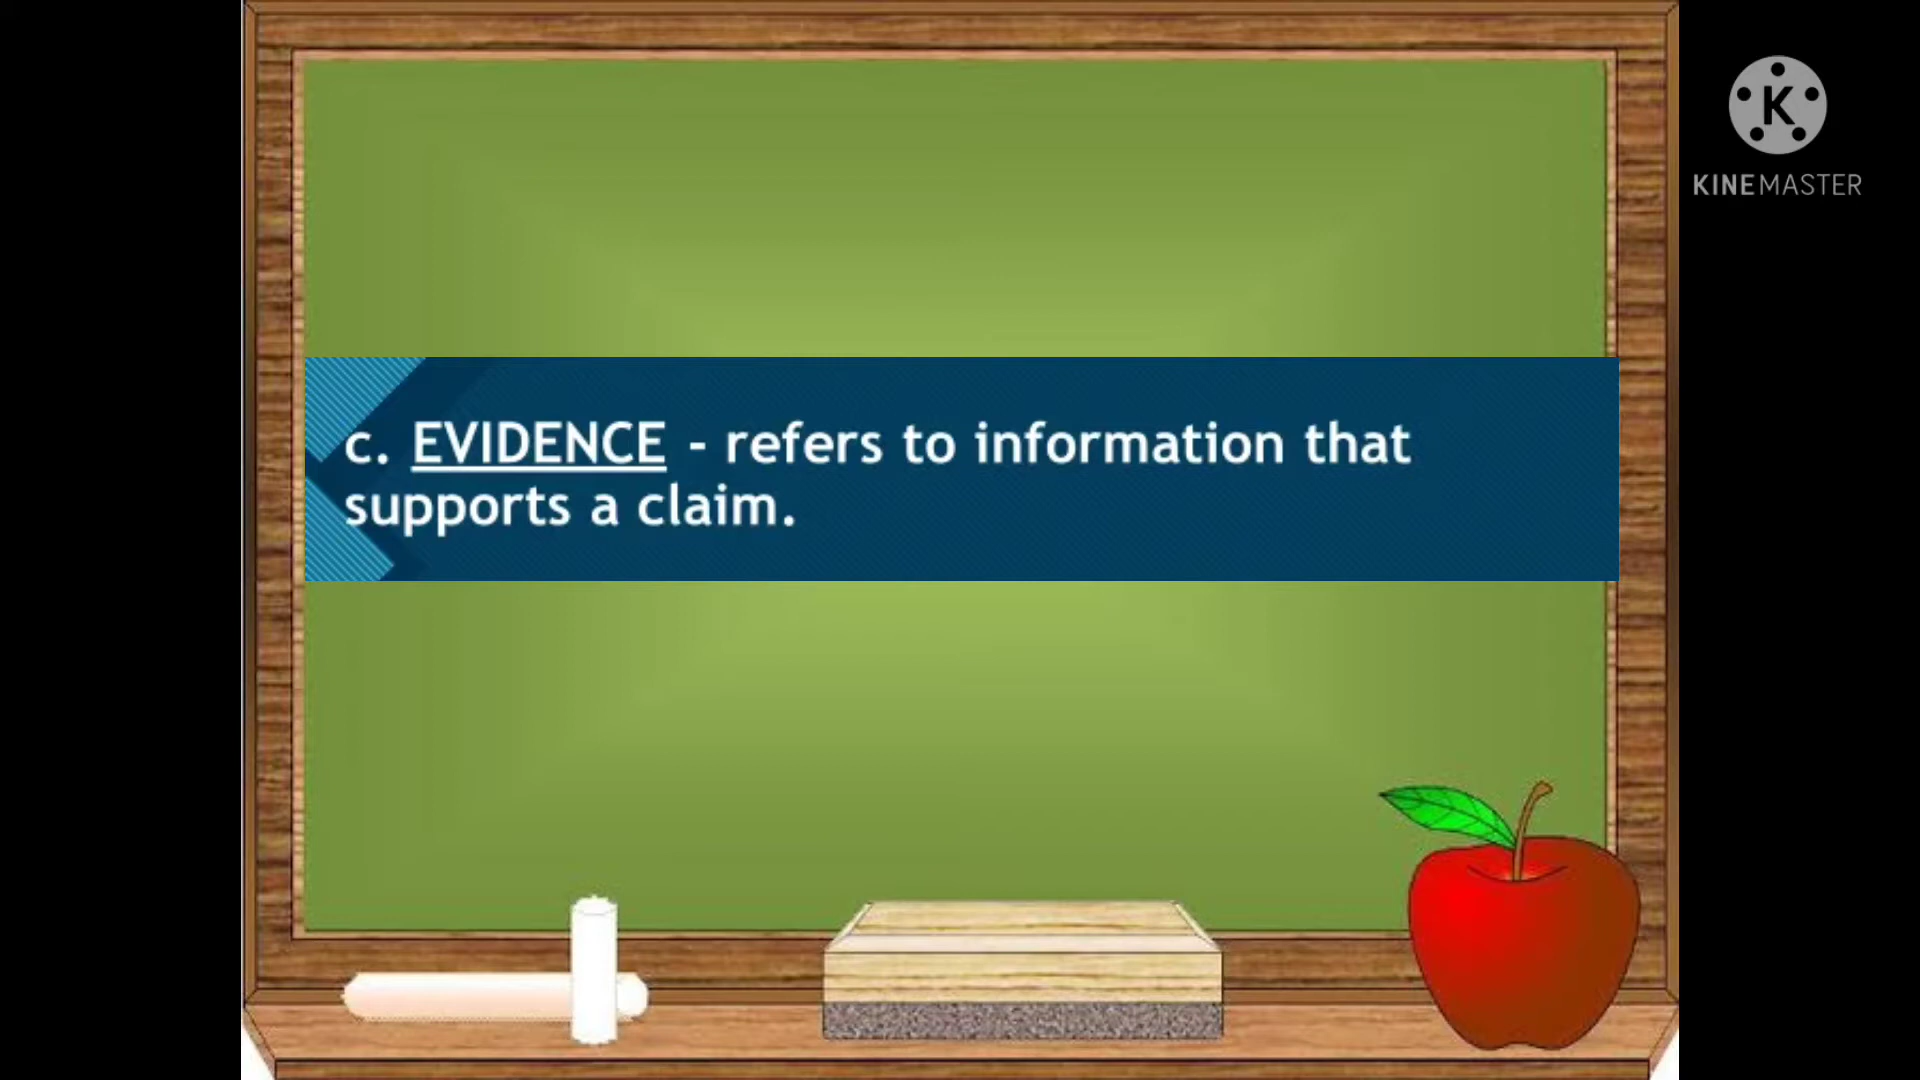 K
KINEMASTER
c. EVIDENCE - refers to information that
supports a claim.